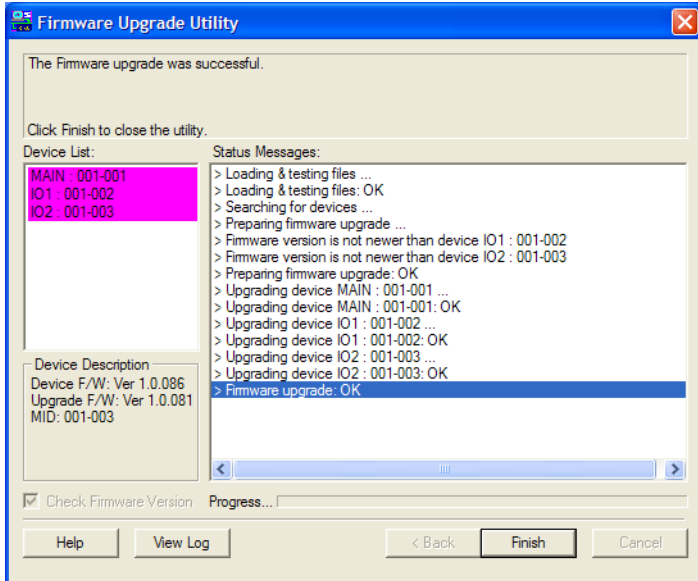 Firmware Upgrade Utility
The Firmware upgrade was successful.
Click Finish to close the utility.
Device List:
MAIN : 001-001
IO1 : 001-002
IO2 : 001-003
Status Messages:
> Loading & testing files ...
> Loading & testing files: OK
> Searching for devices ...
> Preparing firmware upgrade ...
> Firmware version is not newer than device IO1 : 001-002
> Firmware version is not newer than device IO2 : 001-003
> Preparing firmware upgrade: OK
> Upgrading device MAIN : 001-001 ...
> Upgrading device MAIN : 001-001: OK
> Upgrading device IO1 : 001-002 ...
> Upgrading device IO1 : 001-002: OK
> Upgrading device IO2 : 001-003 ...
> Upgrading device IO2 : 001-003: OK
> Firmware upgrade: OK
Device Description
Device F/W: Ver 1.0.086
Upgrade F/W: Ver 1.0.081
MID: 001-003
Check Firmware Version
Progress...
Help
View Log
< Back
Finish
Cancel